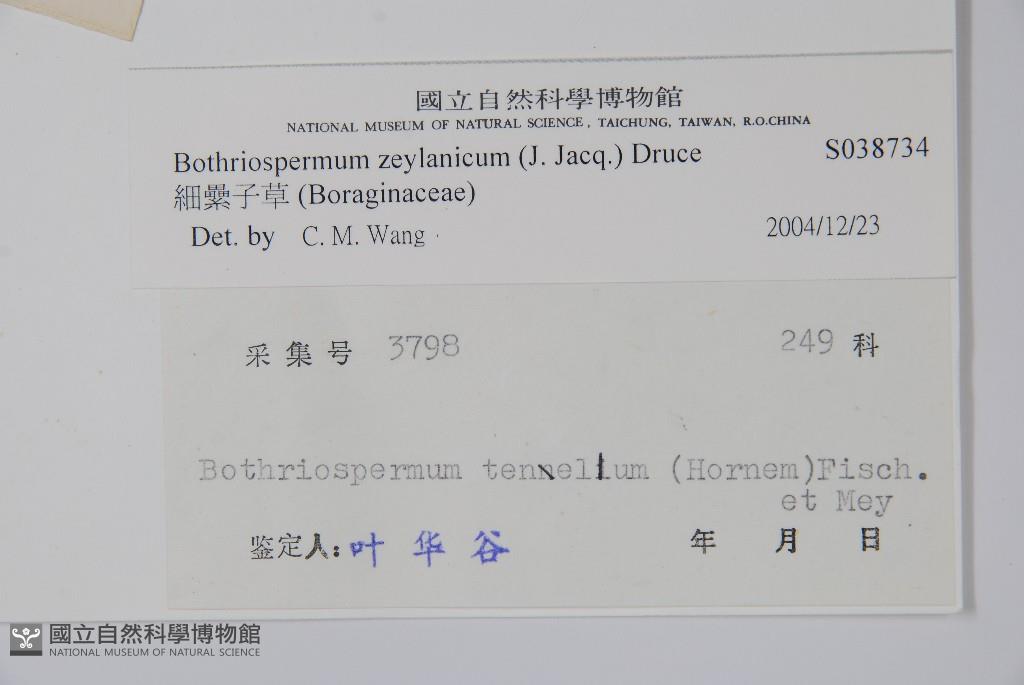 國立自然科學博物館
NATIONAL MUSEUM OF NATURAL SCIENCE, TAICHUNG, TAIWAN, R.O.CHINA
Bothriospermum zeylanicum (J. Jacq.) Druce S038734
細纍子草 (Boraginaceae)
Det. by C. M. Wang 2004/12/23
采集号 3798 249 科
Bothriospermum tenellum (Hornem)Fisch.
et Mey
鉴定人:叶华谷 年 月 日
國立自然科學博物館
NATIONAL MUSEUM OF NATURAL SCIENCE